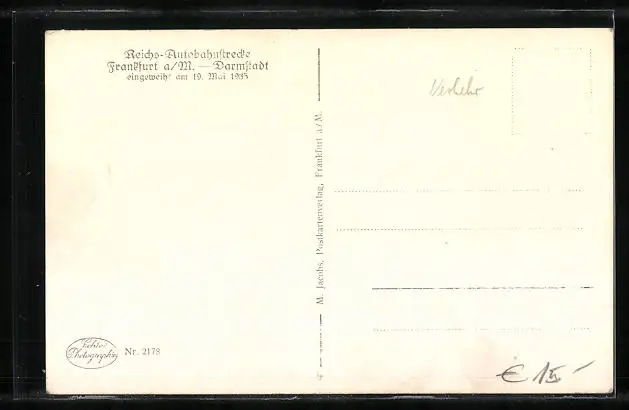 Reichs-Autobahnstrecke
Frankfurt a/M. — Darmstadt
eingeweiht am 19. Mai 1935
Verkehr
M. Jacobs, Postkartenverlag, Frankfurt a/M.
Echte
Photographie
Nr. 2178
€ 15,-